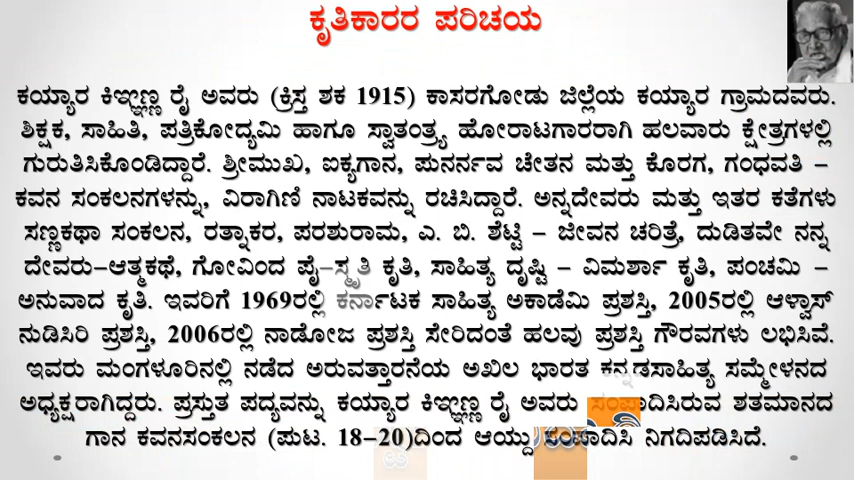 ಕೃತಿಕಾರರ ಪರಿಚಯ
ಕಯ್ಯಾರ ಕಿಞ್ಞಣ್ಣ ರೈ ಅವರು (ಕ್ರಿಸ್ತ ಶಕ 1915) ಕಾಸರಗೋಡು ಜಿಲ್ಲೆಯ ಕಯ್ಯಾರ ಗ್ರಾಮದವರು.
ಶಿಕ್ಷಕ, ಸಾಹಿತಿ, ಪತ್ರಿಕೋದ್ಯಮಿ ಹಾಗೂ ಸ್ವಾತಂತ್ರ್ಯ ಹೋರಾಟಗಾರರಾಗಿ ಹಲವಾರು ಕ್ಷೇತ್ರಗಳಲ್ಲಿ
ಗುರುತಿಸಿಕೊಂಡಿದ್ದಾರೆ. ಶ್ರೀಮುಖ, ಐಕ್ಯಗಾನ, ಪುನರ್ನವ ಚೇತನ ಮತ್ತು ಕೊರಗ, ಗಂಧವತಿ –
ಕವನ ಸಂಕಲನಗಳನ್ನು, ವಿರಾಗಿಣಿ ನಾಟಕವನ್ನು ರಚಿಸಿದ್ದಾರೆ. ಅನ್ನದೇವರು ಮತ್ತು ಇತರ ಕತೆಗಳು
ಸಣ್ಣಕಥಾ ಸಂಕಲನ, ರತ್ನಾಕರ, ಪರಶುರಾಮ, ಎ. ಬಿ. ಶೆಟ್ಟಿ – ಜೀವನ ಚರಿತ್ರೆ, ದುಡಿತವೇ ನನ್ನ
ದೇವರು–ಆತ್ಮಕಥೆ, ಗೋವಿಂದ ಪೈ–ಸ್ಮೃತಿ ಕೃತಿ, ಸಾಹಿತ್ಯ ದೃಷ್ಟಿ – ವಿಮರ್ಶಾ ಕೃತಿ, ಪಂಚಮಿ –
ಅನುವಾದ ಕೃತಿ. ಇವರಿಗೆ 1969ರಲ್ಲಿ ಕರ್ನಾಟಕ ಸಾಹಿತ್ಯ ಅಕಾಡೆಮಿ ಪ್ರಶಸ್ತಿ, 2005ರಲ್ಲಿ ಆಳ್ವಾಸ್
ನುಡಿಸಿರಿ ಪ್ರಶಸ್ತಿ, 2006ರಲ್ಲಿ ನಾಡೋಜ ಪ್ರಶಸ್ತಿ ಸೇರಿದಂತೆ ಹಲವು ಪ್ರಶಸ್ತಿ ಗೌರವಗಳು ಲಭಿಸಿವೆ.
ಇವರು ಮಂಗಳೂರಿನಲ್ಲಿ ನಡೆದ ಅರುವತ್ತಾರನೆಯ ಅಖಿಲ ಭಾರತ ಕನ್ನಡಸಾಹಿತ್ಯ ಸಮ್ಮೇಳನದ
ಅಧ್ಯಕ್ಷರಾಗಿದ್ದರು. ಪ್ರಸ್ತುತ ಪದ್ಯವನ್ನು ಕಯ್ಯಾರ ಕಿಞ್ಞಣ್ಣ ರೈ ಅವರು ಸಂಪಾದಿಸಿರುವ ಶತಮಾನದ
ಗಾನ ಕವನಸಂಕಲನ (ಪುಟ. 18–20)ದಿಂದ ಆಯ್ದು ಸಂಪಾದಿಸಿ ನಿಗದಿಪಡಿಸಿದೆ.